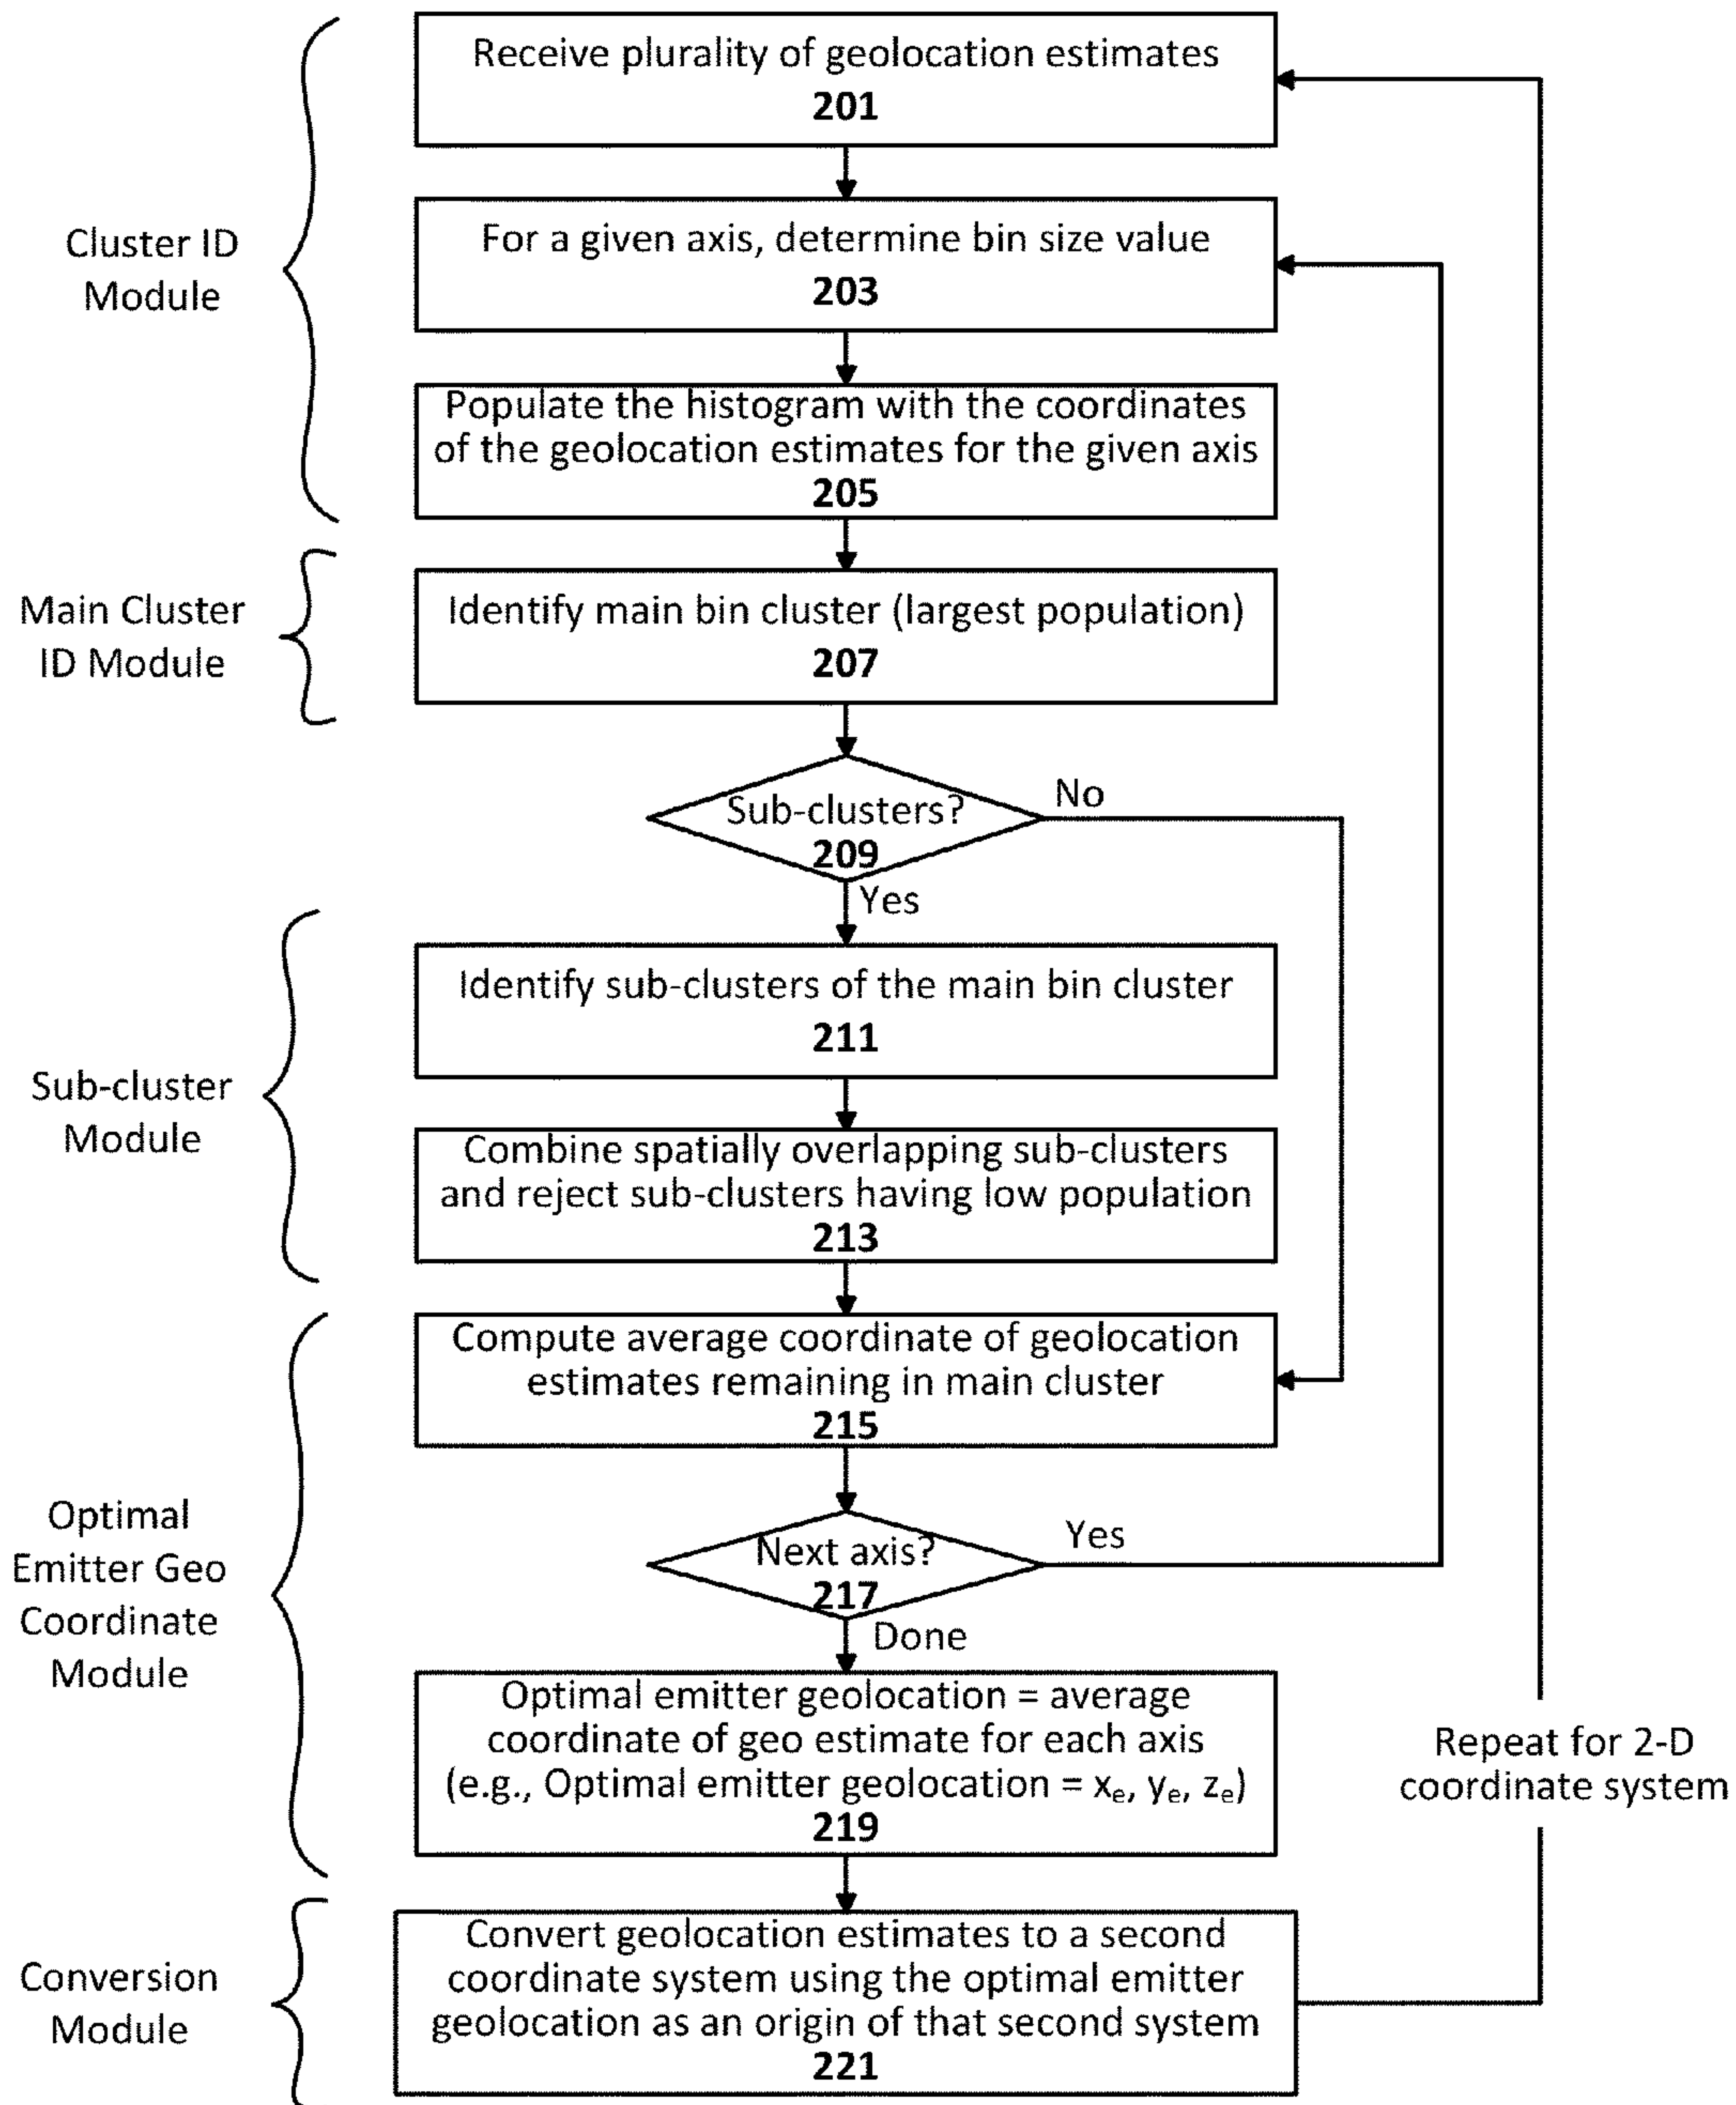 Receive plurality of geolocation estimates
201
Cluster ID
Module
For a given axis, determine bin size value
203
Populate the histogram with the coordinates
of the geolocation estimates for the given axis
205
Main Cluster
ID Module
Identify main bin cluster (largest population)
207
Sub-clusters?
209
No
Yes
Sub-cluster
Module
Identify sub-clusters of the main bin cluster
211
Combine spatially overlapping sub-clusters
and reject sub-clusters having low population
213
Optimal
Emitter Geo
Coordinate
Module
Compute average coordinate of geolocation
estimates remaining in main cluster
215
Next axis?
217
Yes
Done
Optimal emitter geolocation = average
coordinate of geo estimate for each axis
(e.g., Optimal emitter geolocation = xₑ, yₑ, zₑ)
219
Repeat for 2-D
coordinate system
Conversion
Module
Convert geolocation estimates to a second
coordinate system using the optimal emitter
geolocation as an origin of that second system
221